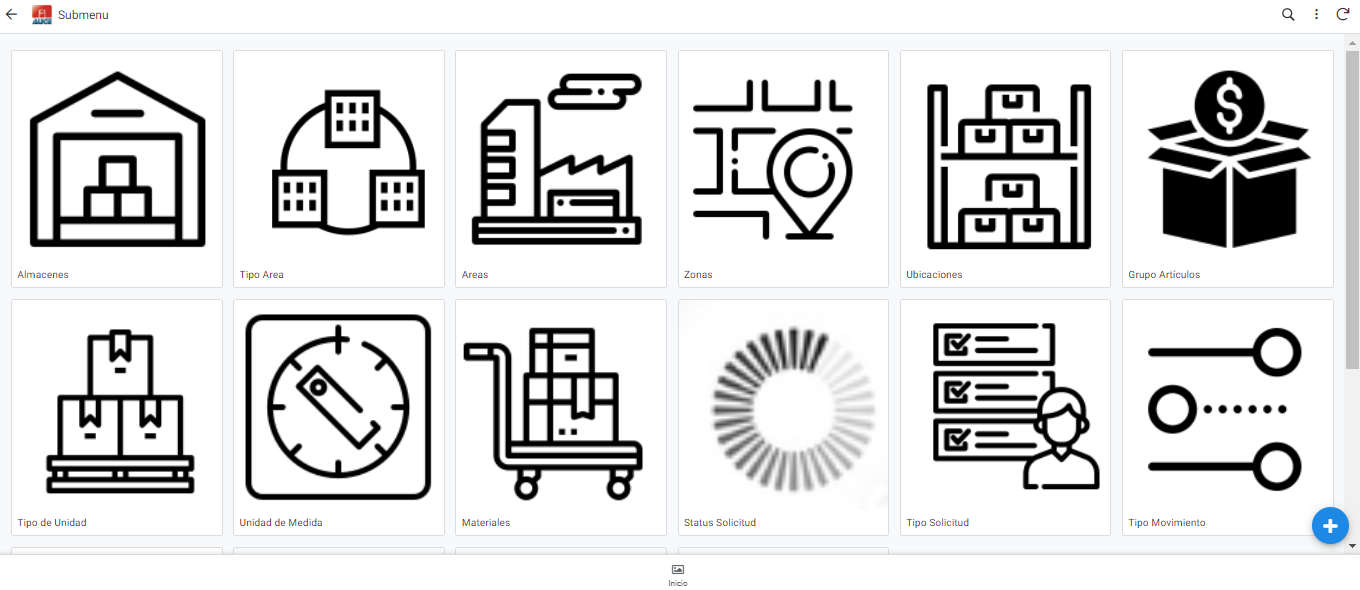 Submenu
Almacenes
Tipo Area
Areas
Zonas
Ubicaciones
Grupo Artículos
Tipo de Unidad
Unidad de Medida
Materiales
Status Solicitud
Tipo Solicitud
Tipo Movimiento
Inicio